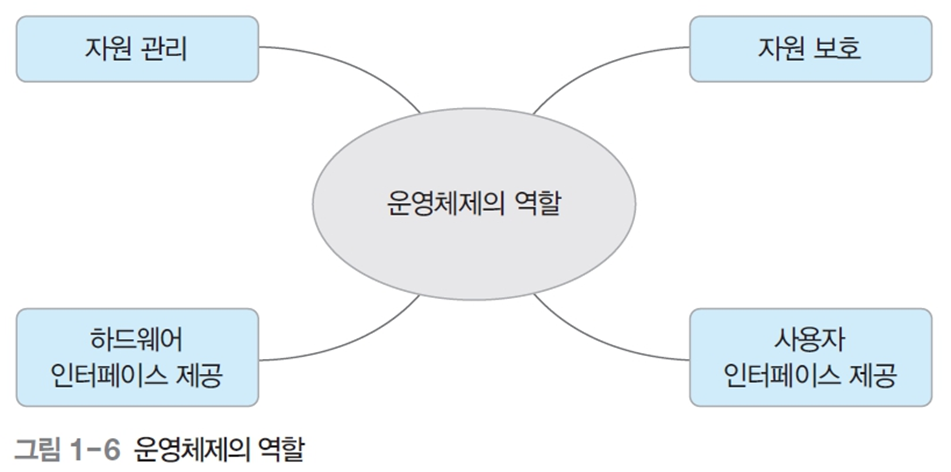 자원 관리
자원 보호
운영체제의 역할
하드웨어
인터페이스 제공
사용자
인터페이스 제공
그림 1-6 운영체제의 역할